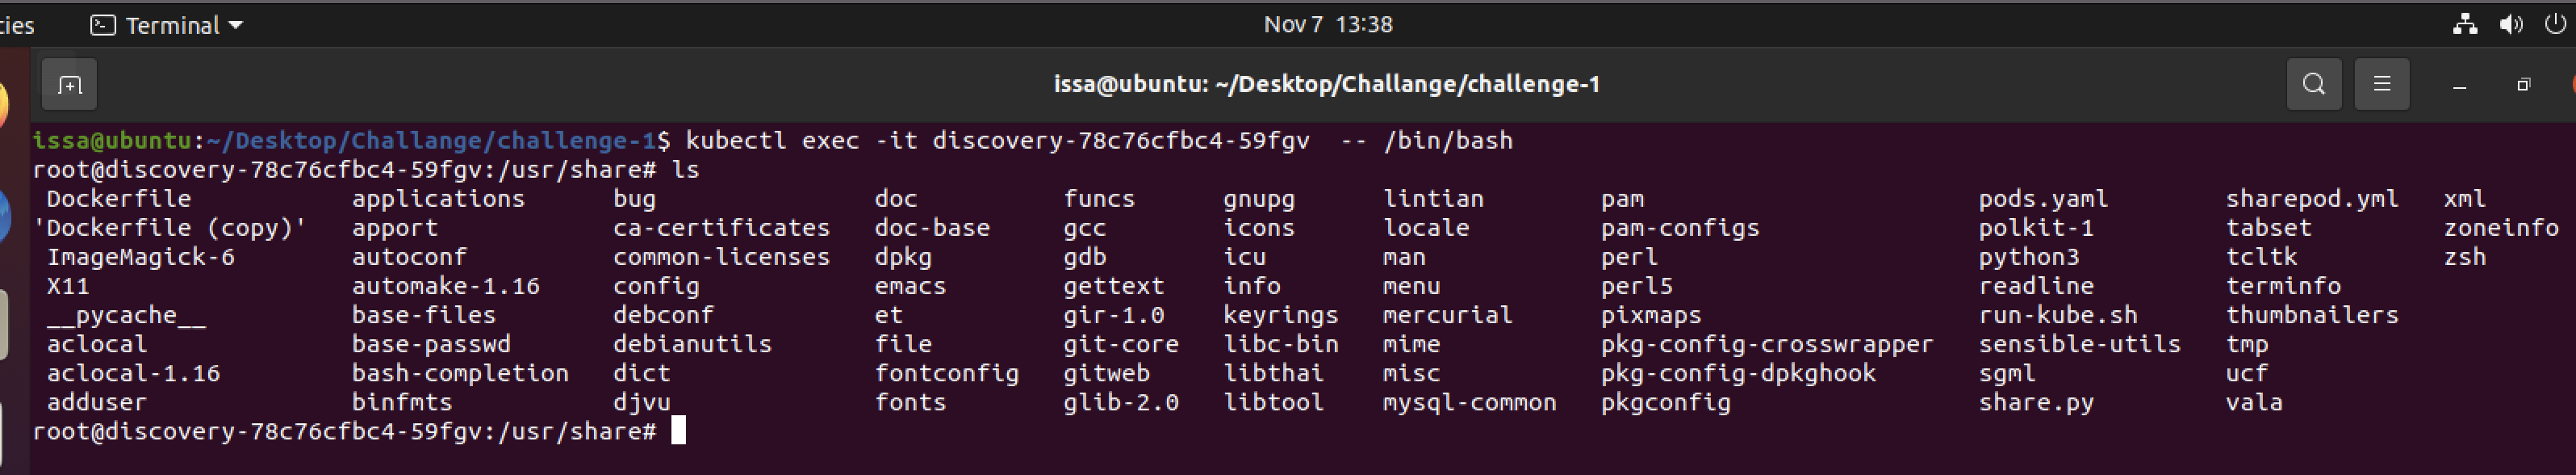 Terminal
Nov 7 13:38
issa@ubuntu: ~/Desktop/Challange/challenge-1
issa@ubuntu:~/Desktop/Challange/challenge-1$ kubectl exec -it discovery-78c76cfbc4-59fgv  -- /bin/bash
root@discovery-78c76cfbc4-59fgv:/usr/share# ls
Dockerfile applications bug doc funcs gnupg lintian pam pods.yaml sharepod.yml xml
'Dockerfile (copy)' apport ca-certificates doc-base gcc icons locale pam-configs polkit-1 tabset zoneinfo
ImageMagick-6 autoconf common-licenses dpkg gdb icu man perl python3 tcltk zsh
X11 automake-1.16 config emacs gettext info menu perl5 readline terminfo
__pycache__ base-files debconf et gir-1.0 keyrings mercurial pixmaps run-kube.sh thumbnailers
aclocal base-passwd debianutils file git-core libc-bin mime pkg-config-crosswrapper sensible-utils tmp
aclocal-1.16 bash-completion dict fontconfig gitweb libthai misc pkg-config-dpkghook sgml ucf
adduser binfmts djvu fonts glib-2.0 libtool mysql-common pkgconfig share.py vala
root@discovery-78c76cfbc4-59fgv:/usr/share#